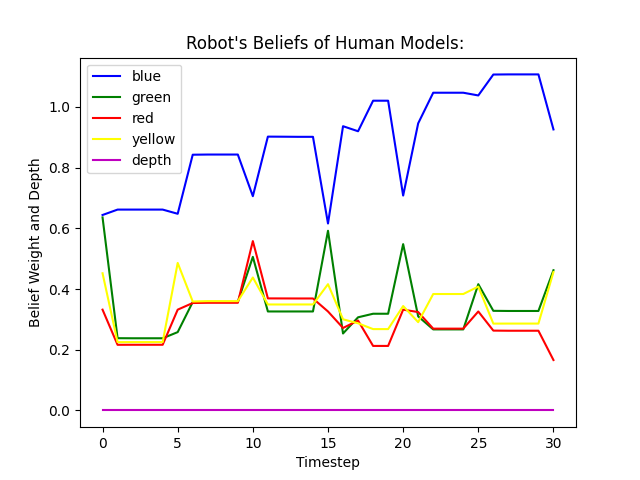 Robot's Beliefs of Human Models:
blue
green
red
yellow
depth
Belief Weight and Depth
1.0
0.8
0.6
0.4
0.2
0.0
0 5 10 15 20 25 30
Timestep